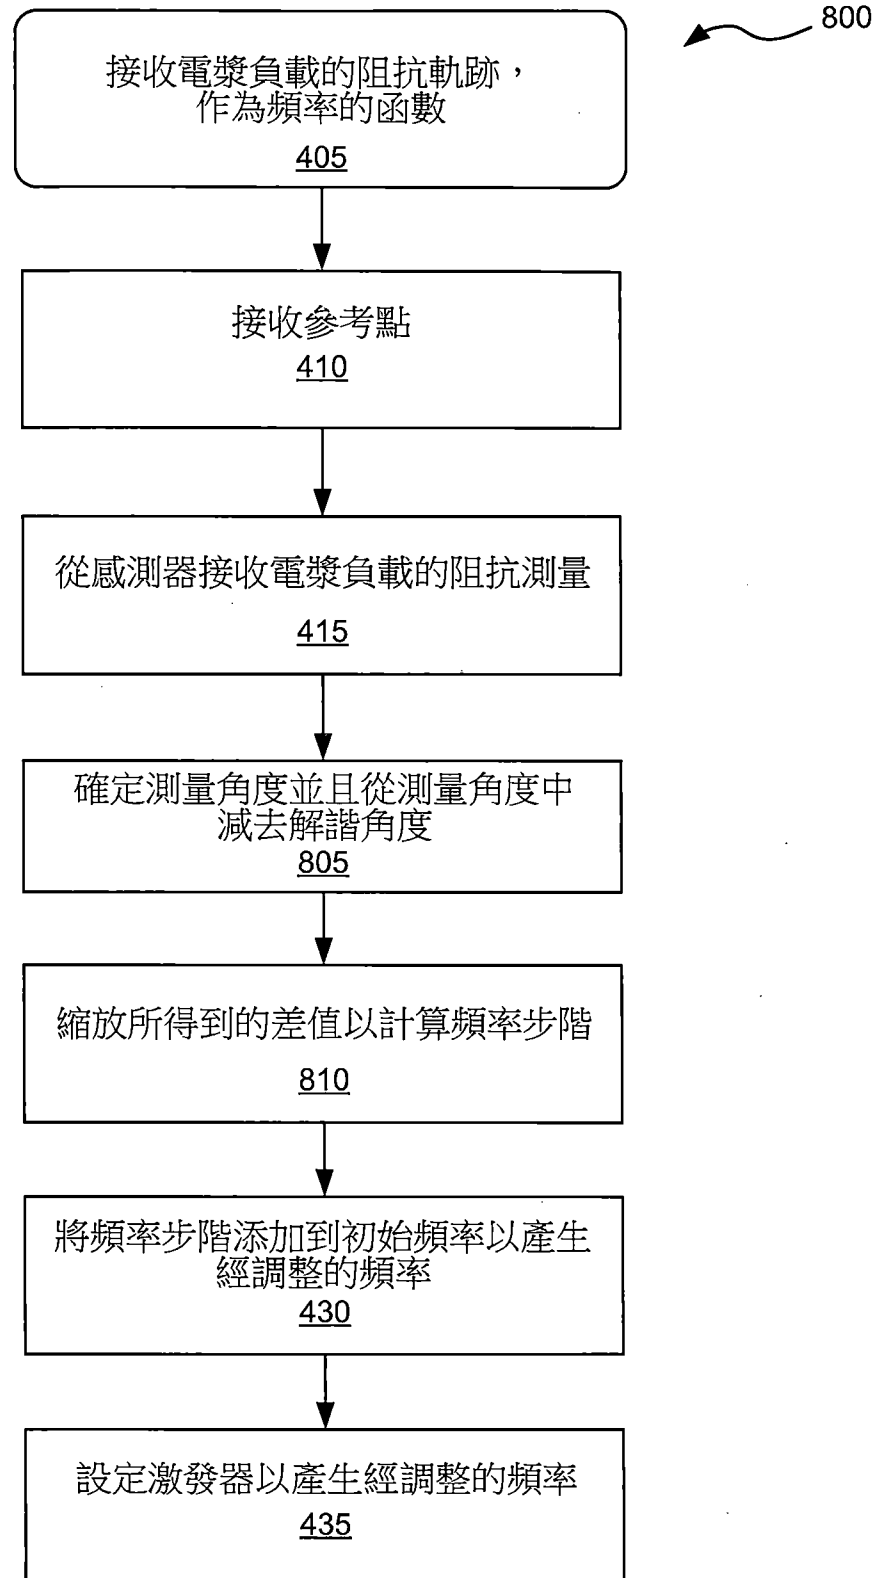 800
接收電漿負載的阻抗軌跡，
作為頻率的函數
405
接收參考點
410
從感測器接收電漿負載的阻抗測量
415
確定測量角度並且從測量角度中
減去解諧角度
805
縮放所得到的差值以計算頻率步階
810
將頻率步階添加到初始頻率以產生
經調整的頻率
430
設定激發器以產生經調整的頻率
435